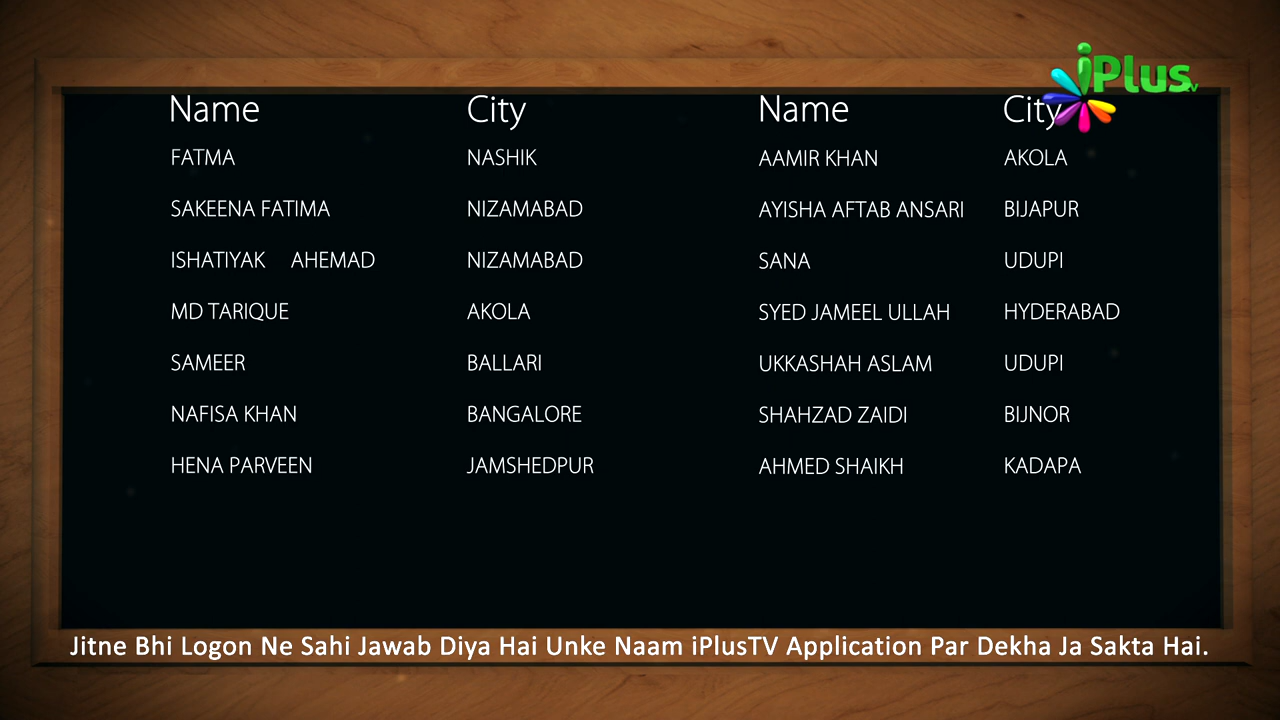 iPlus TV
Name City Name City
FATMA NASHIK AAMIR KHAN AKOLA
SAKEENA FATIMA NIZAMABAD AYISHA AFTAB ANSARI BIJAPUR
ISHATIYAK AHEMAD NIZAMABAD SANA UDUPI
MD TARIQUE AKOLA SYED JAMEEL ULLAH HYDERABAD
SAMEER BALLARI UKKASHAH ASLAM UDUPI
NAFISA KHAN BANGALORE SHAHZAD ZAIDI BIJNOR
HENA PARVEEN JAMSHEDPUR AHMED SHAIKH KADAPA
Jitne Bhi Logon Ne Sahi Jawab Diya Hai Unke Naam iPlusTV Application Par Dekha Ja Sakta Hai.